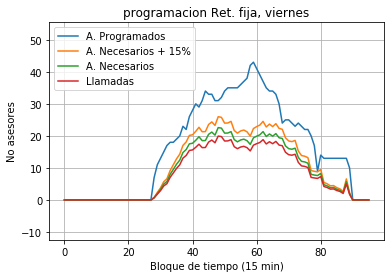 programacion Ret. fija, viernes
50
40
30
20
10
0
−10
A. Programados
A. Necesarios + 15%
A. Necesarios
Llamadas
No asesores
0
20
40
60
80
Bloque de tiempo (15 min)